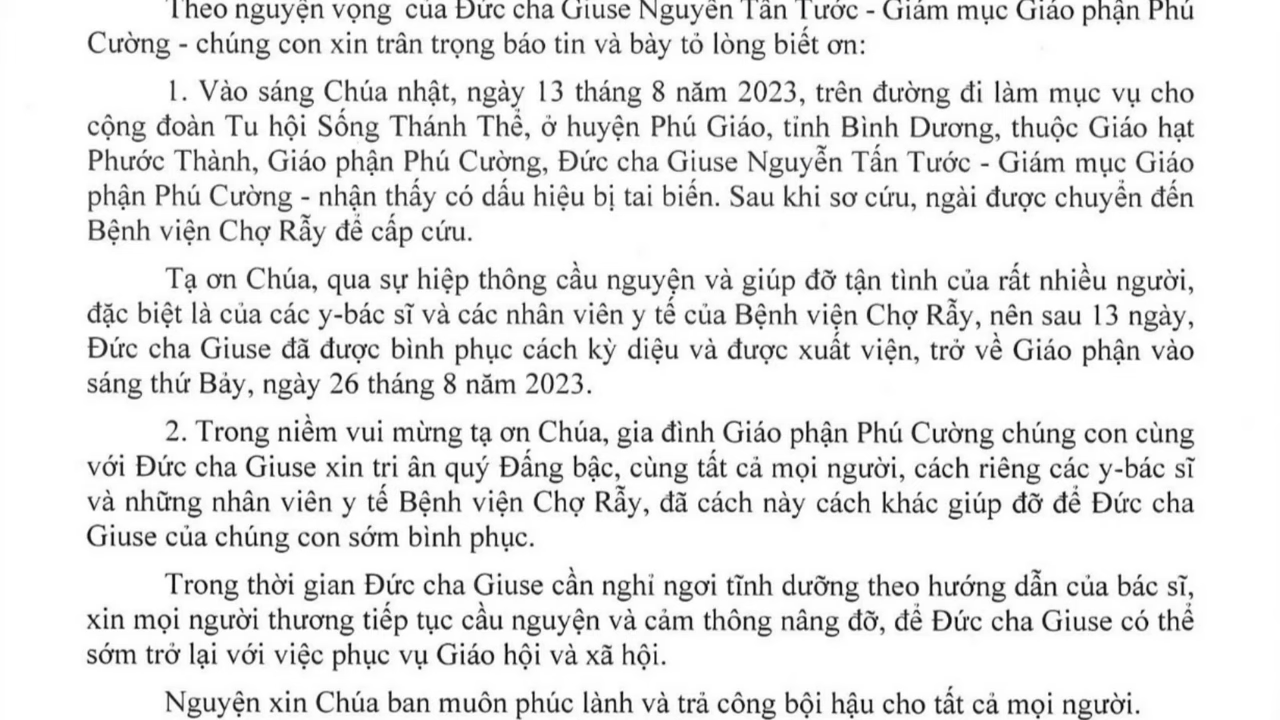 Theo nguyện vọng của Đức cha Giuse Nguyễn Tấn Tước - Giám mục Giáo phận Phú
Cường - chúng con xin trân trọng báo tin và bày tỏ lòng biết ơn:
1. Vào sáng Chúa nhật, ngày 13 tháng 8 năm 2023, trên đường đi làm mục vụ cho
cộng đoàn Tu hội Sống Thánh Thể, ở huyện Phú Giáo, tỉnh Bình Dương, thuộc Giáo hạt
Phước Thành, Giáo phận Phú Cường, Đức cha Giuse Nguyễn Tấn Tước - Giám mục Giáo
phận Phú Cường - nhận thấy có dấu hiệu bị tai biến. Sau khi sơ cứu, ngài được chuyển đến
Bệnh viện Chợ Rẫy để cấp cứu.
Tạ ơn Chúa, qua sự hiệp thông cầu nguyện và giúp đỡ tận tình của rất nhiều người,
đặc biệt là của các y-bác sĩ và các nhân viên y tế của Bệnh viện Chợ Rẫy, nên sau 13 ngày,
Đức cha Giuse đã được bình phục cách kỳ diệu và được xuất viện, trở về Giáo phận vào
sáng thứ Bảy, ngày 26 tháng 8 năm 2023.
2. Trong niềm vui mừng tạ ơn Chúa, gia đình Giáo phận Phú Cường chúng con cùng
với Đức cha Giuse xin tri ân quý Đấng bậc, cùng tất cả mọi người, cách riêng các y-bác sĩ
và những nhân viên y tế Bệnh viện Chợ Rẫy, đã cách này cách khác giúp đỡ để Đức cha
Giuse của chúng con sớm bình phục.
Trong thời gian Đức cha Giuse cần nghỉ ngơi tĩnh dưỡng theo hướng dẫn của bác sĩ,
xin mọi người thương tiếp tục cầu nguyện và cảm thông nâng đỡ, để Đức cha Giuse có thể
sớm trở lại với việc phục vụ Giáo hội và xã hội.
Nguyện xin Chúa ban muôn phúc lành và trả công bội hậu cho tất cả mọi người.